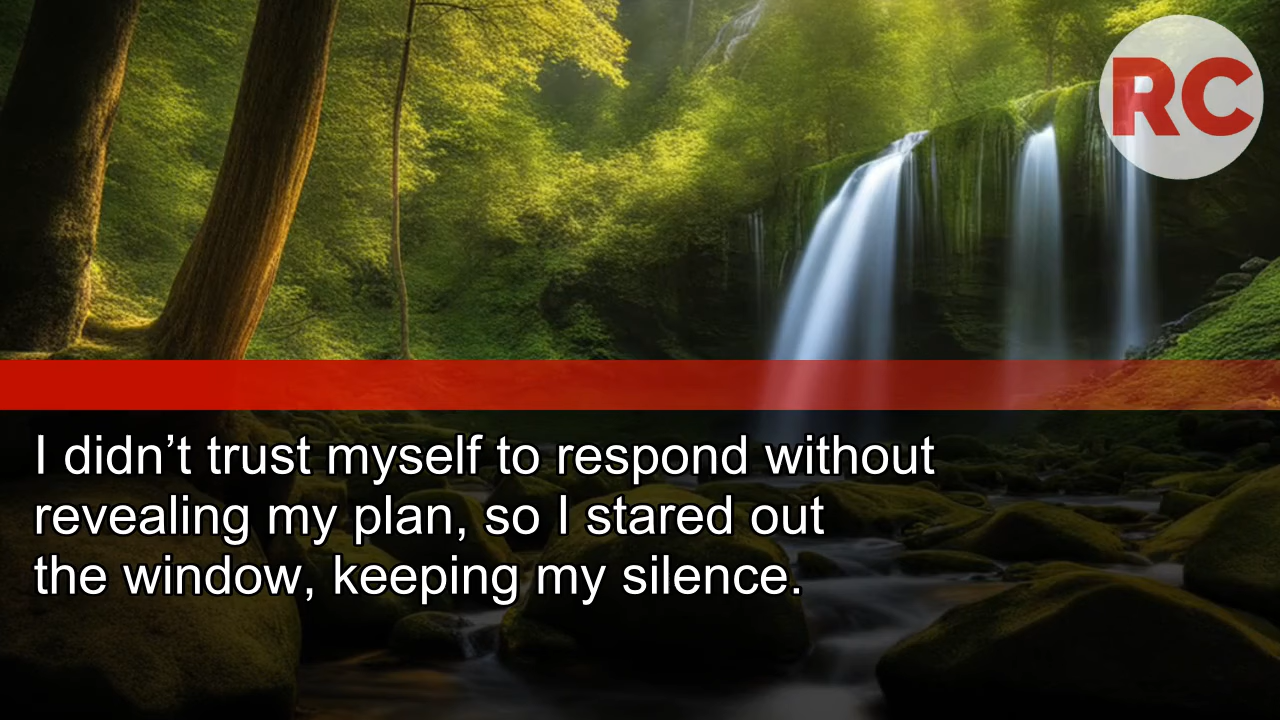 RC
I didn’t trust myself to respond without
revealing my plan, so I stared out
the window, keeping my silence.